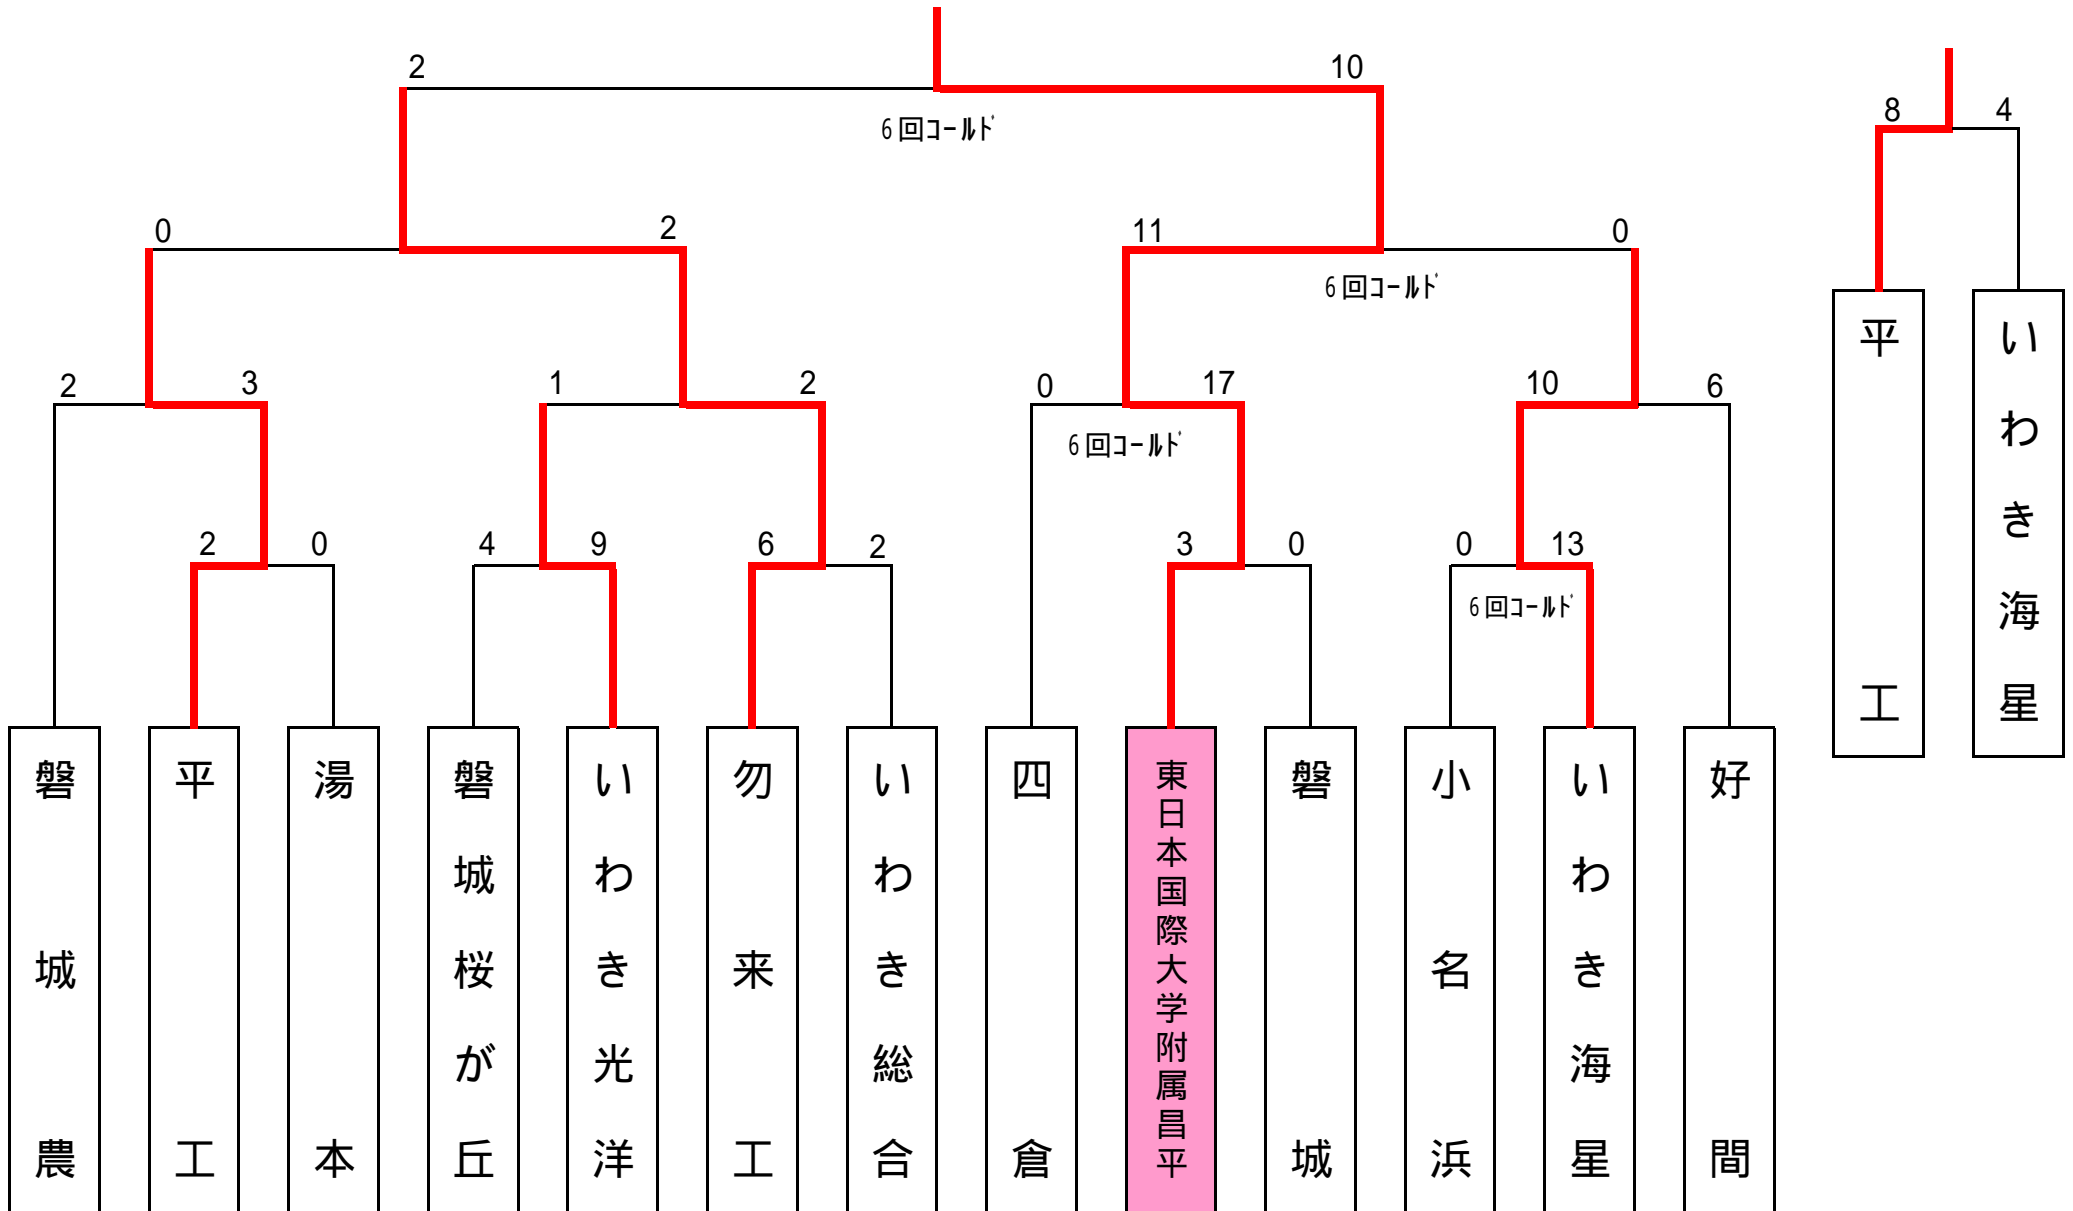 2
10
6回ｺｰﾙﾄﾞ
8
4
0
2
11
0
6回ｺｰﾙﾄﾞ
平工
いわき海星
2
3
1
2
0
17
10
6
6回ｺｰﾙﾄﾞ
2
0
4
9
6
2
3
0
0
13
6回ｺｰﾙﾄﾞ
磐城農
平工
湯本
磐城桜が丘
いわき光洋
勿来工
いわき総合
四倉
東日本国際大学附属昌平
磐城
小名浜
いわき海星
好間